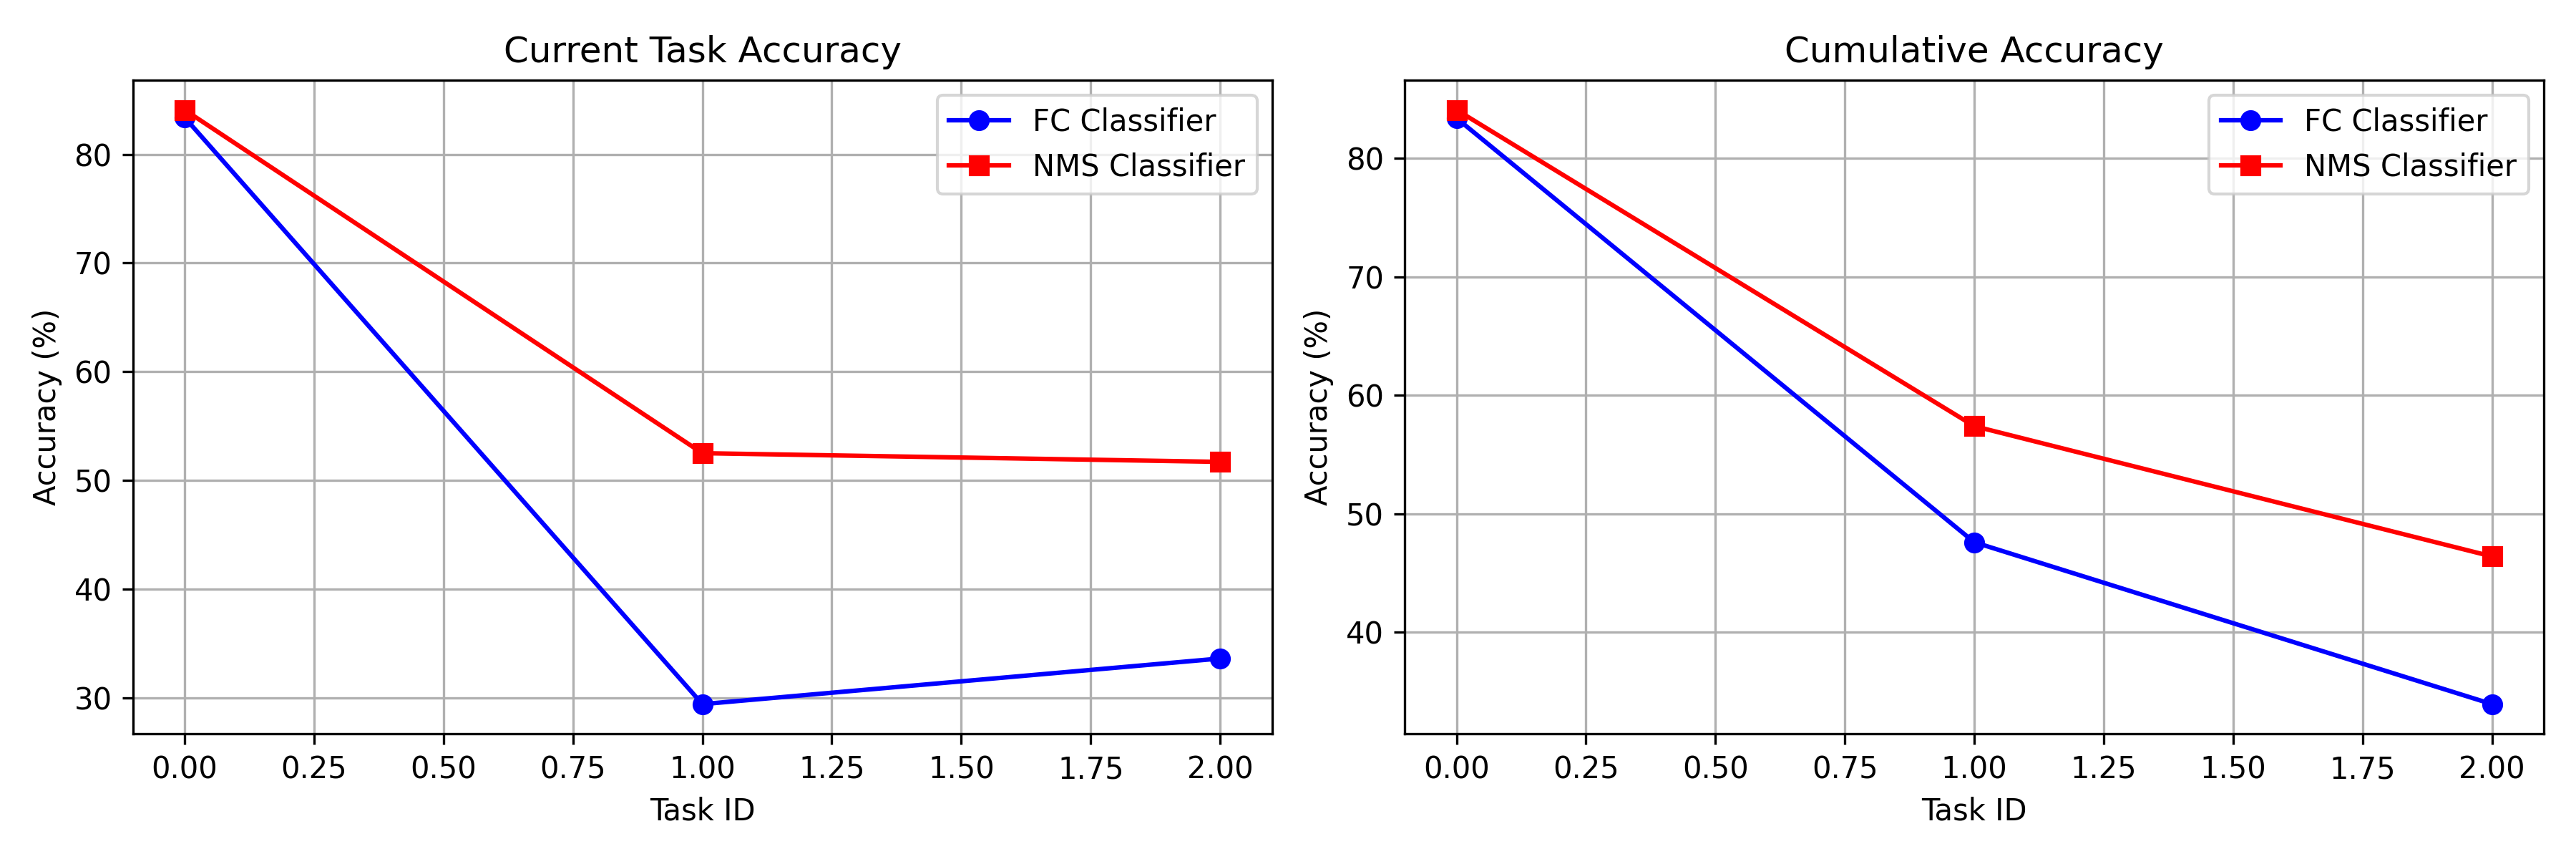 Current Task Accuracy
FC Classifier
NMS Classifier
Accuracy (%)
80
70
60
50
40
30
0.00 0.25 0.50 0.75 1.00 1.25 1.50 1.75 2.00
Task ID
Cumulative Accuracy
FC Classifier
NMS Classifier
Accuracy (%)
80
70
60
50
40
0.00 0.25 0.50 0.75 1.00 1.25 1.50 1.75 2.00
Task ID